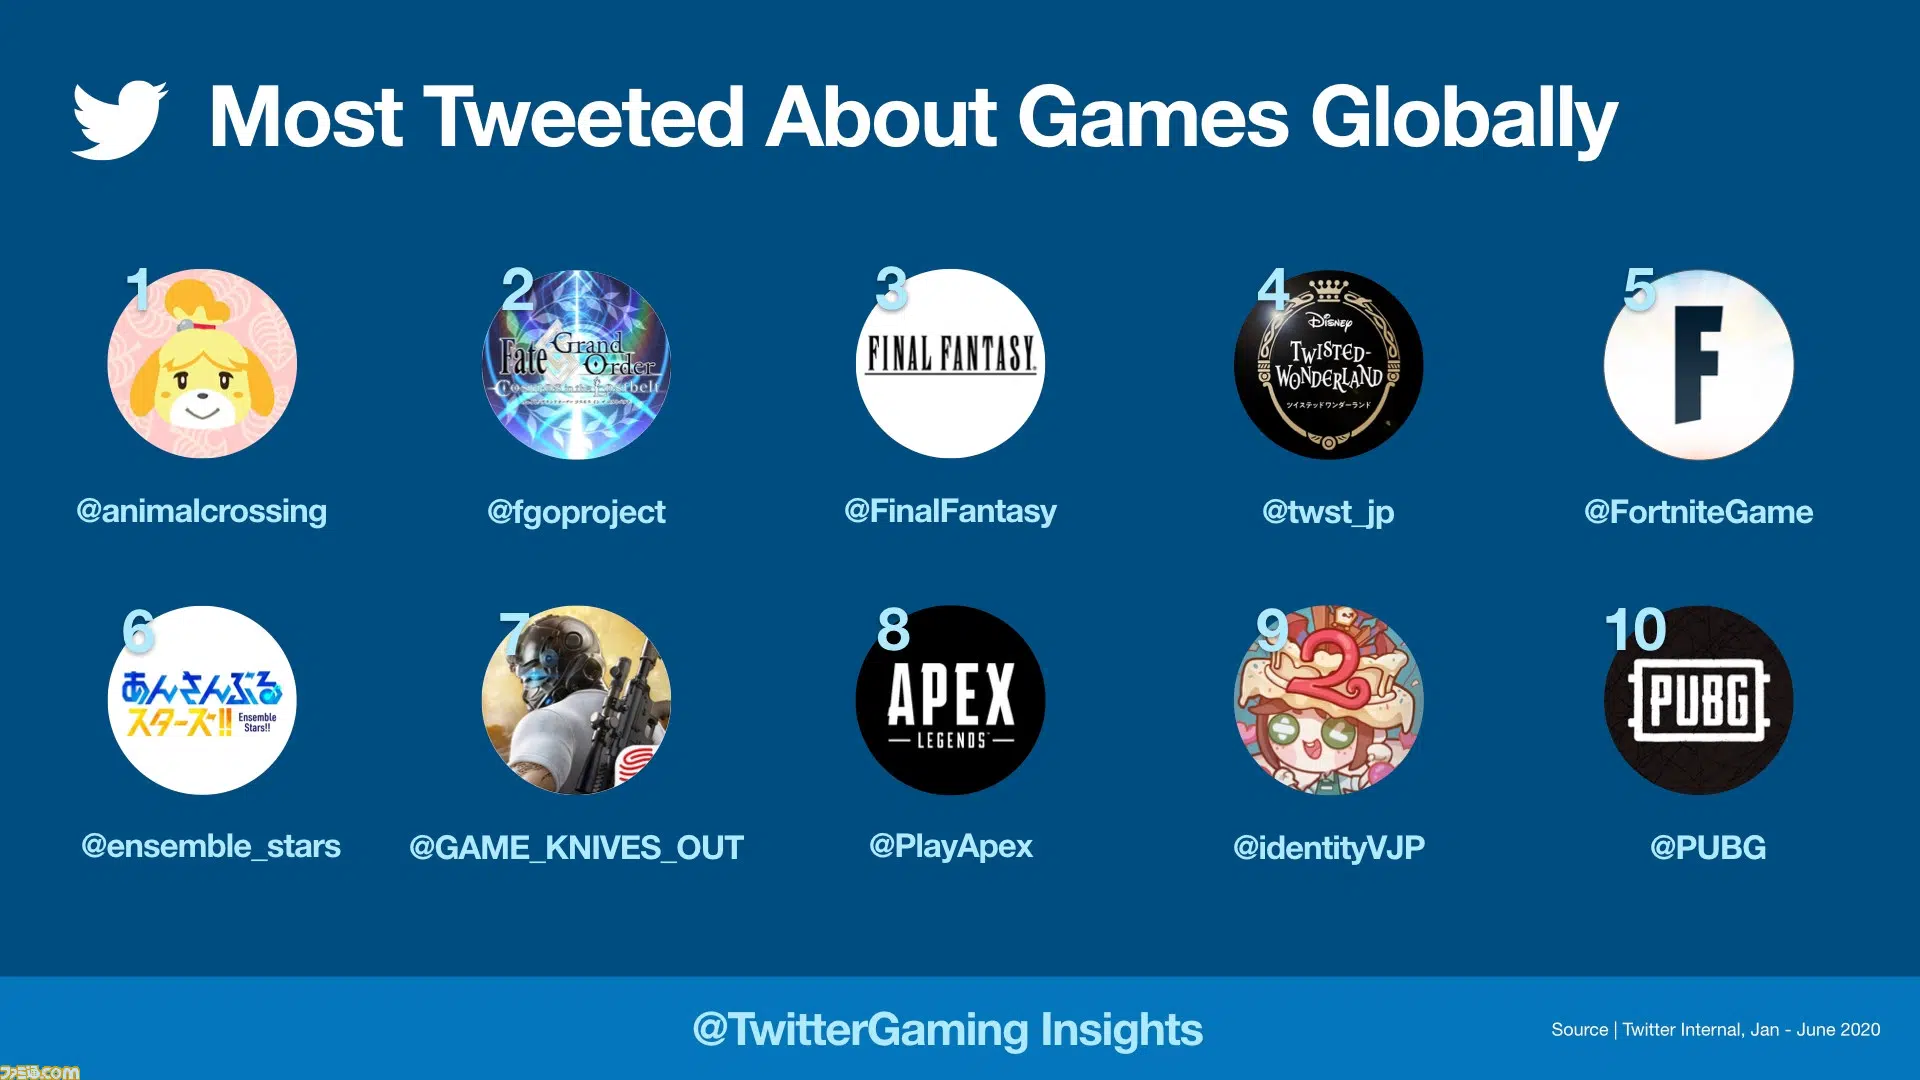 Most Tweeted About Games Globally
1
2
3
4
5
Fate
Grand
Order
FINAL FANTASY.
Disney
TWISTED-
WONDERLAND
ツイステッドワンダーランド
F
@animalcrossing
@fgoproject
@FinalFantasy
@twst_jp
@FortniteGame
6
7
8
9
10
あんさんぶる
スターズ!!
Ensemble
Stars!!
APEX
LEGENDS
2
PUBG
@ensemble_stars
@GAME_KNIVES_OUT
@PlayApex
@identityVJP
@PUBG
@TwitterGaming Insights
Source | Twitter Internal, Jan - June 2020
ファミ通.com